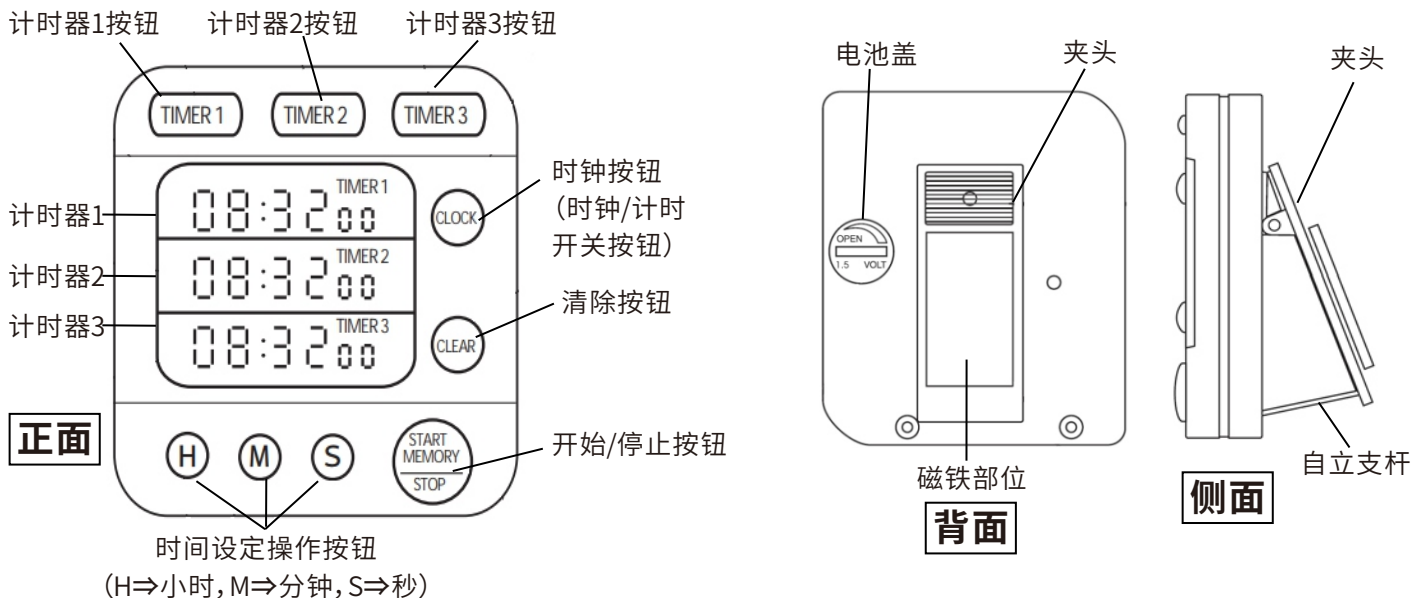 计时器1按钮
计时器2按钮
计时器3按钮
TIMER 1
TIMER 2
TIMER 3
计时器1
08:32 00
TIMER 1
CLOCK
时钟按钮
（时钟/计时
开关按钮）
计时器2
08:32 00
TIMER 2
计时器3
08:32 00
TIMER 3
CLEAR
清除按钮
正面
H
M
S
START
MEMORY
STOP
开始/停止按钮
时间设定操作按钮
（H⇒小时,M⇒分钟,S⇒秒）
电池盖
夹头
OPEN
1.5 VOLT
磁铁部位
背面
夹头
自立支杆
侧面